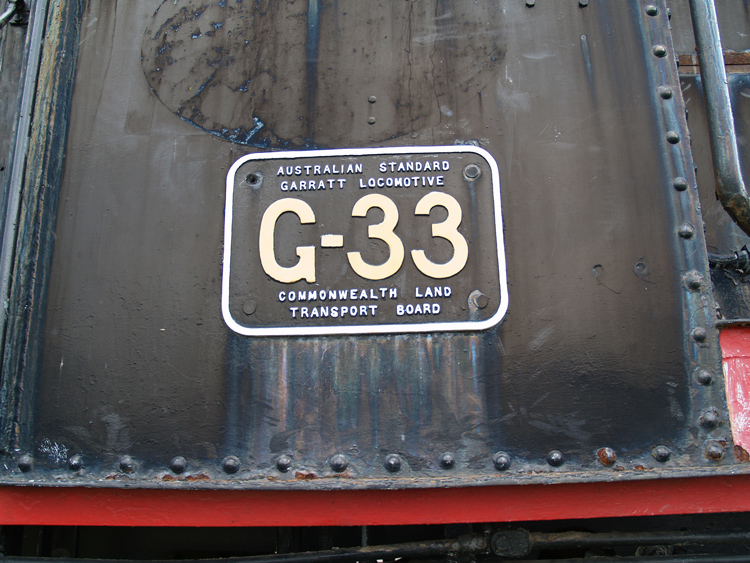 AUSTRALIAN STANDARD
GARRATT LOCOMOTIVE
G-33
COMMONWEALTH LAND
TRANSPORT BOARD